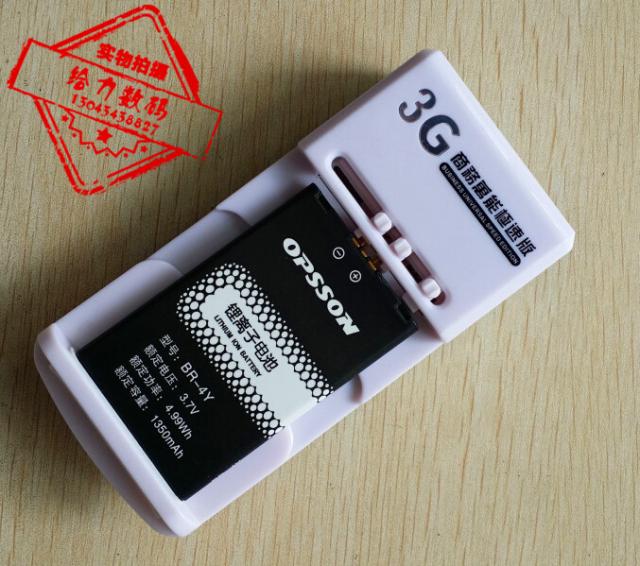 实物拍摄
给力数码
13043438827
3G
商務萬能極速版
BUSINESS UNIVERSAL SPEED EDITION
OPSSON
锂离子电池
LITHIUM ION BATTERY
型号: BR-4Y
额定电压: 3.7V
额定功率: 4.99Wh
额定容量: 1350mAh